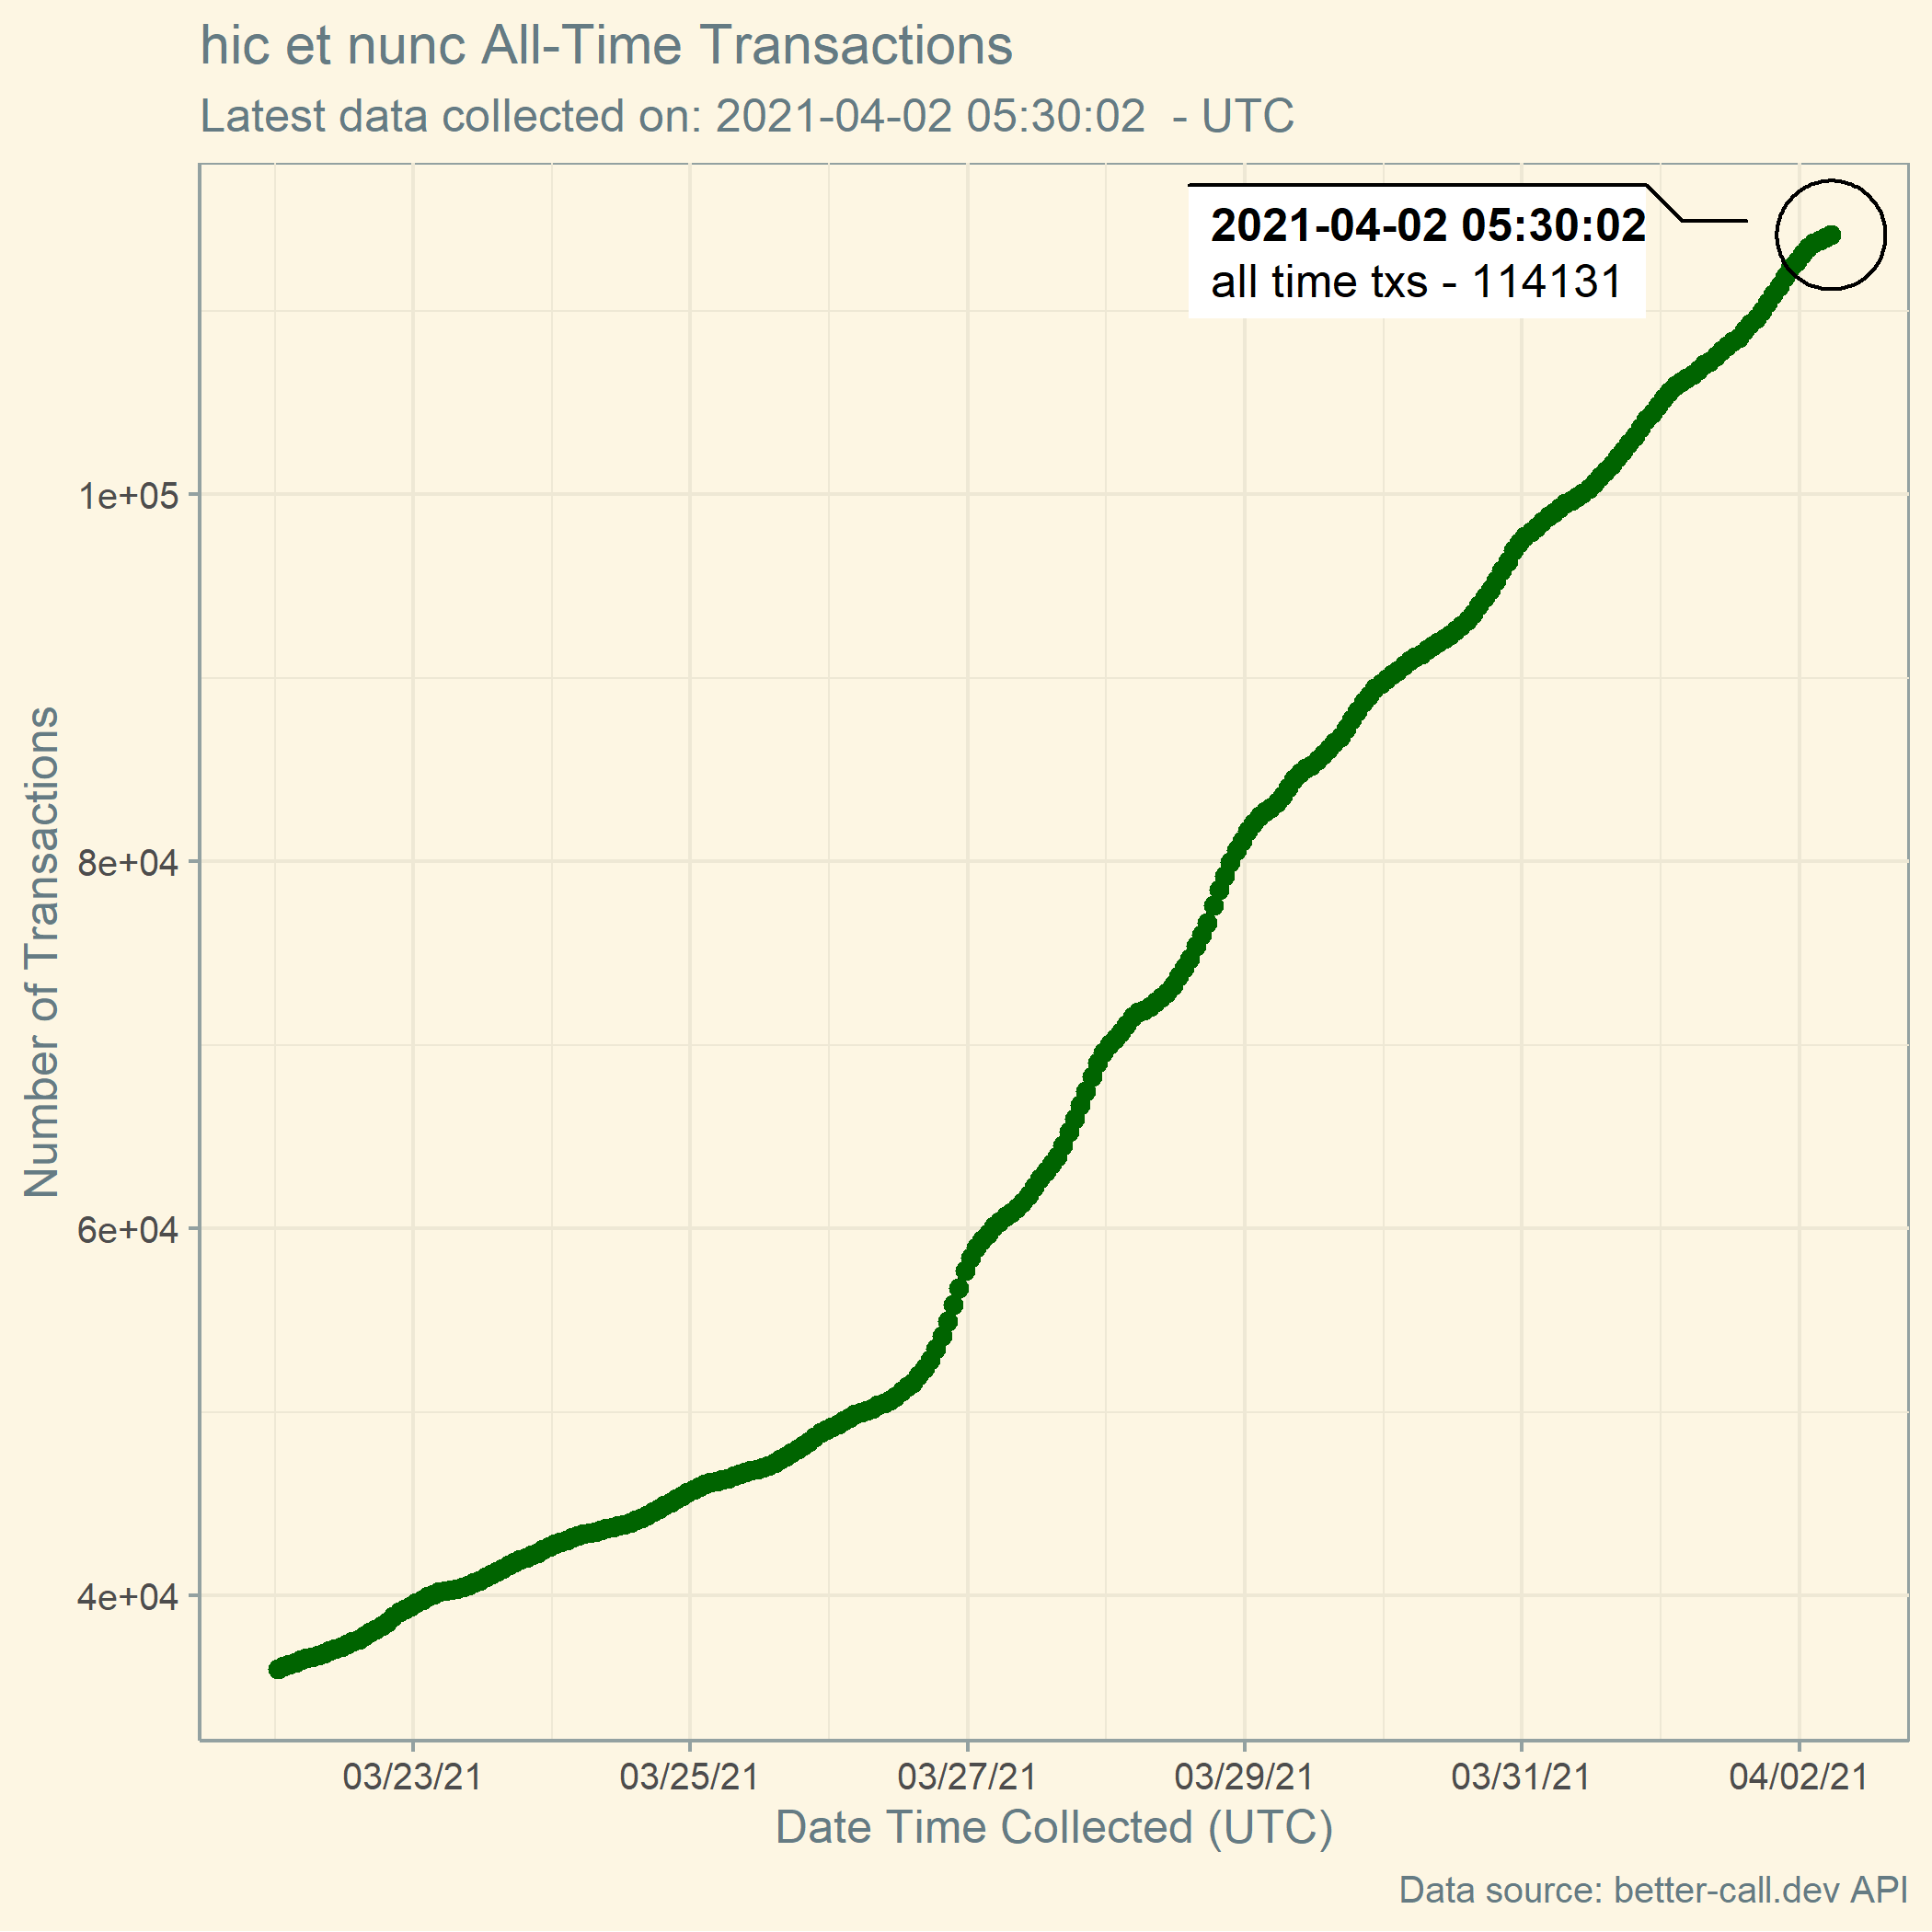 hic et nunc All-Time Transactions
Latest data collected on: 2021-04-02 05:30:02  - UTC
2021-04-02 05:30:02
all time txs - 114131
Number of Transactions
1e+05
8e+04
6e+04
4e+04
03/23/21 03/25/21 03/27/21 03/29/21 03/31/21 04/02/21
Date Time Collected (UTC)
Data source: better-call.dev API